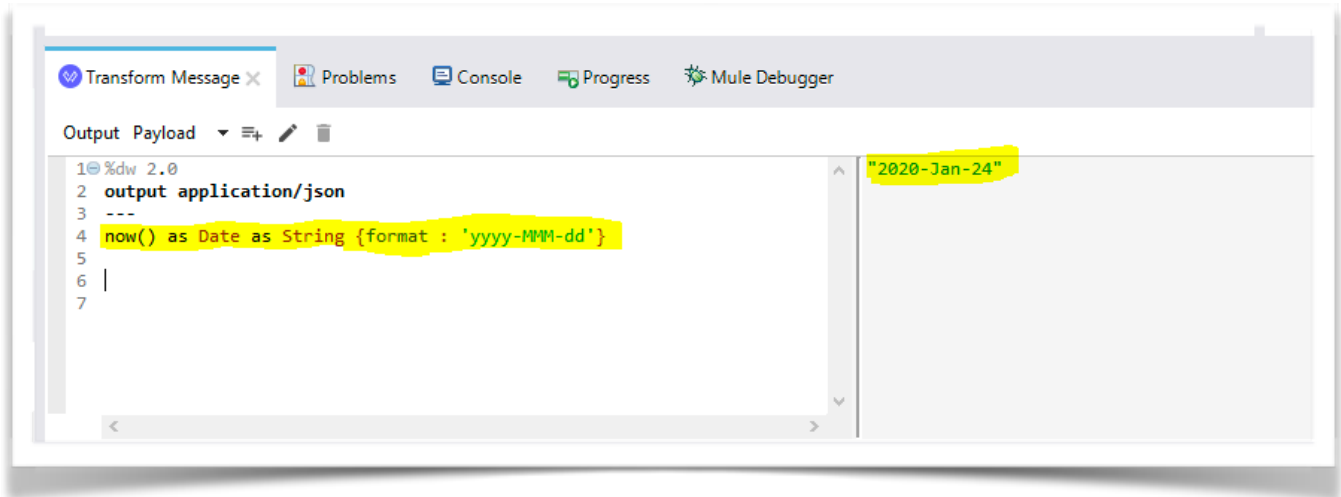 Transform Message Problems Console Progress Mule Debugger
Output Payload
1 %dw 2.0
2 output application/json
3 ---
4 now() as Date as String {format : 'yyyy-MMM-dd'}
5
6
7
"2020-Jan-24"